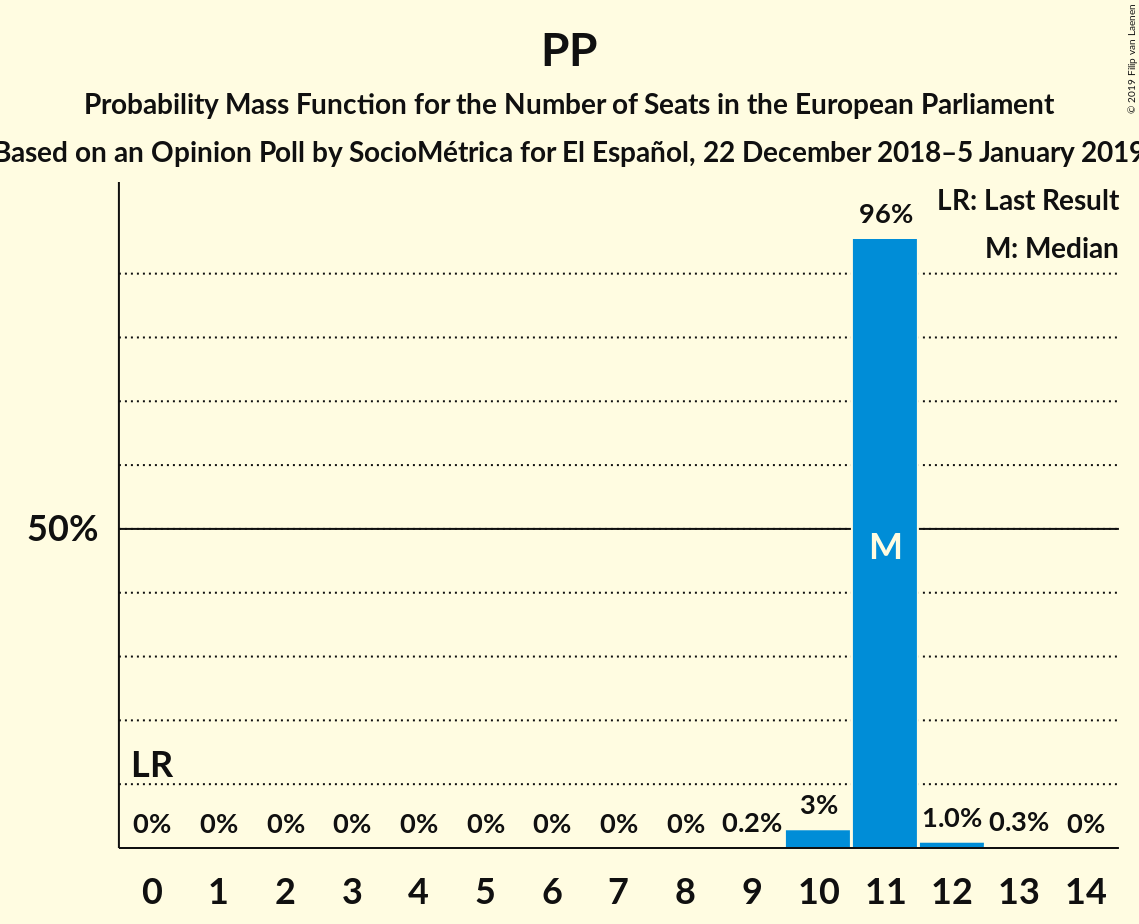 PP
Probability Mass Function for the Number of Seats in the European Parliament
Based on an Opinion Poll by SocioMétrica for El Español, 22 December 2018–5 January 2019
© 2019 Filip van Laenen
LR: Last Result
M: Median
96%
50%
M
LR
0% 0% 0% 0% 0% 0% 0% 0% 0% 0.2% 3% 1.0% 0.3% 0%
0 1 2 3 4 5 6 7 8 9 10 11 12 13 14